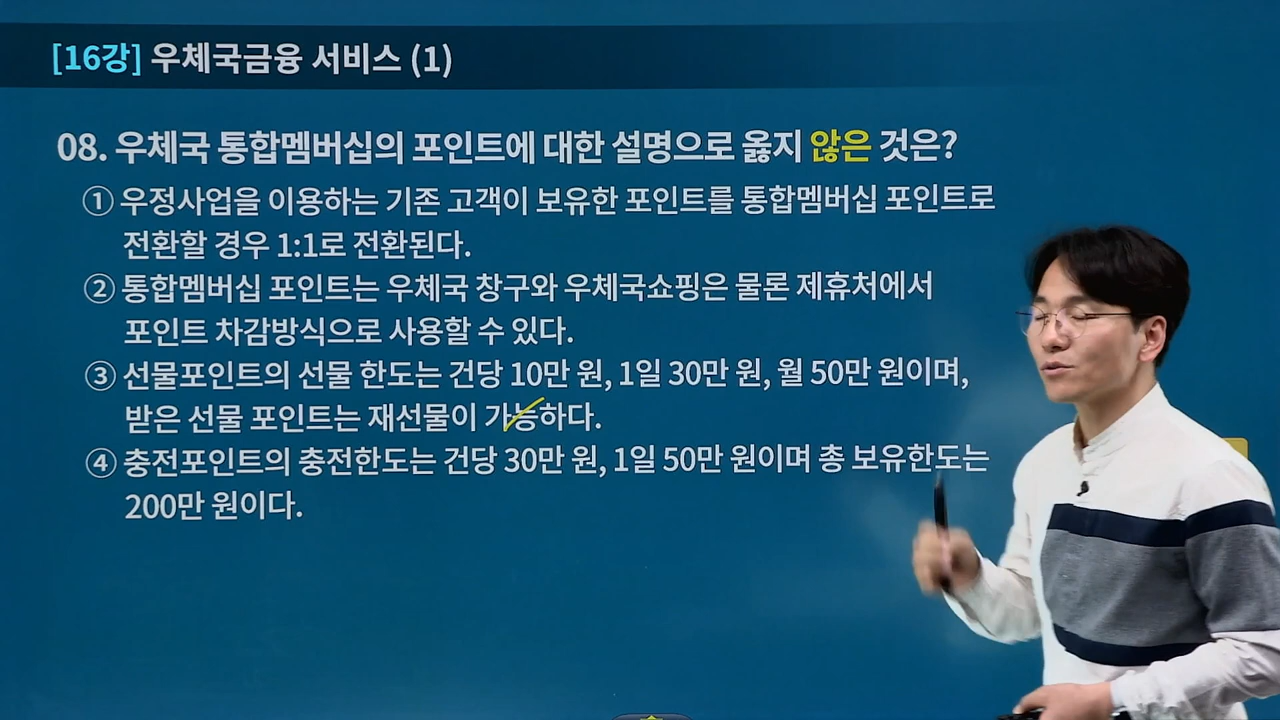 [16강] 우체국금융 서비스 (1)
08. 우체국 통합멤버십의 포인트에 대한 설명으로 옳지 않은 것은?
① 우정사업을 이용하는 기존 고객이 보유한 포인트를 통합멤버십 포인트로
전환할 경우 1:1로 전환된다.
② 통합멤버십 포인트는 우체국 창구와 우체국쇼핑은 물론 제휴처에서
포인트 차감방식으로 사용할 수 있다.
③ 선물포인트의 선물 한도는 건당 10만 원, 1일 30만 원, 월 50만 원이며,
받은 선물 포인트는 재선물이 가능하다.
④ 충전포인트의 충전한도는 건당 30만 원, 1일 50만 원이며 총 보유한도는
200만 원이다.